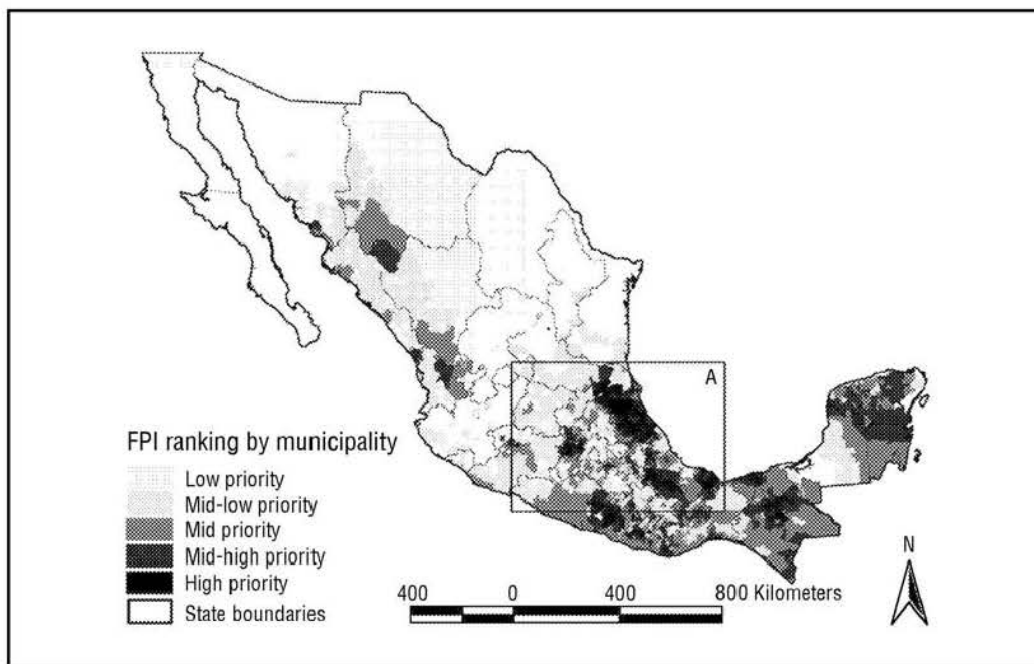 A
FPI ranking by municipality
Low priority
Mid-low priority
Mid priority
Mid-high priority
High priority
State boundaries
400 0 400 800 Kilometers
N